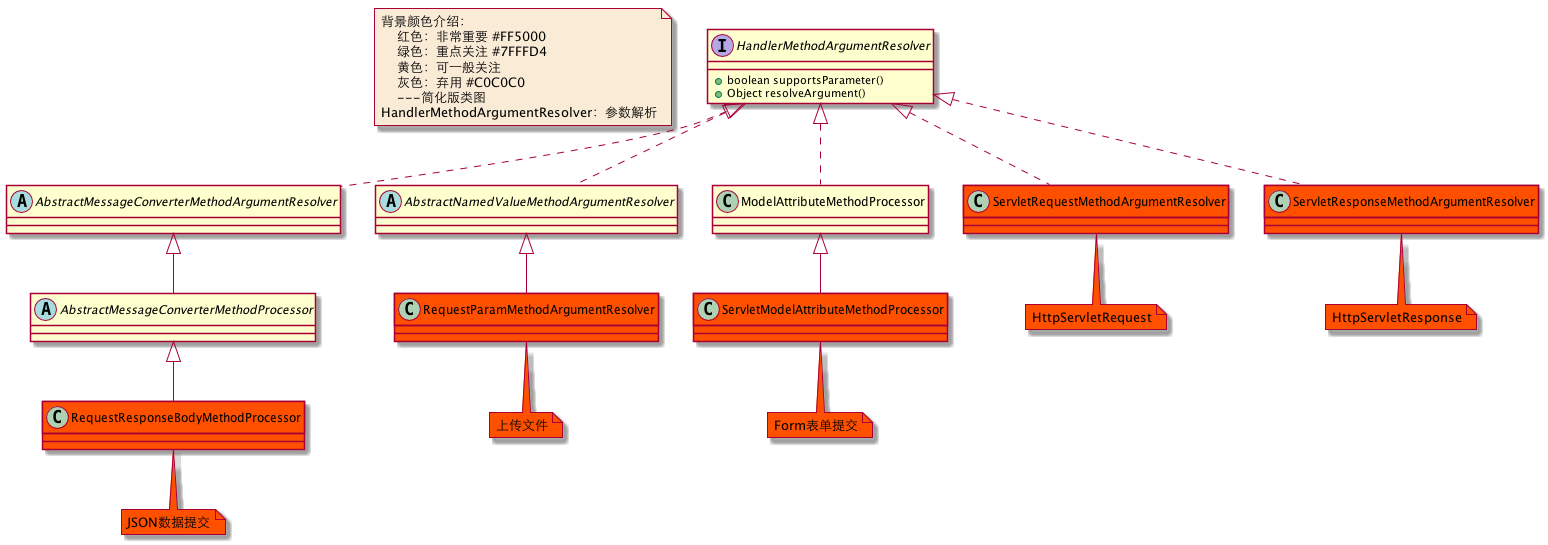 背景颜色介绍：
红色：非常重要 #FF5000
绿色：重点关注 #7FFFD4
黄色：可一般关注
灰色：弃用 #C0C0C0
---简化版类图
HandlerMethodArgumentResolver：参数解析
I HandlerMethodArgumentResolver
boolean supportsParameter()
Object resolveArgument()
A AbstractMessageConverterMethodArgumentResolver
A AbstractNamedValueMethodArgumentResolver
C ModelAttributeMethodProcessor
C ServletRequestMethodArgumentResolver
C ServletResponseMethodArgumentResolver
A AbstractMessageConverterMethodProcessor
C RequestParamMethodArgumentResolver
C ServletModelAttributeMethodProcessor
HttpServletRequest
HttpServletResponse
C RequestResponseBodyMethodProcessor
上传文件
Form表单提交
JSON数据提交